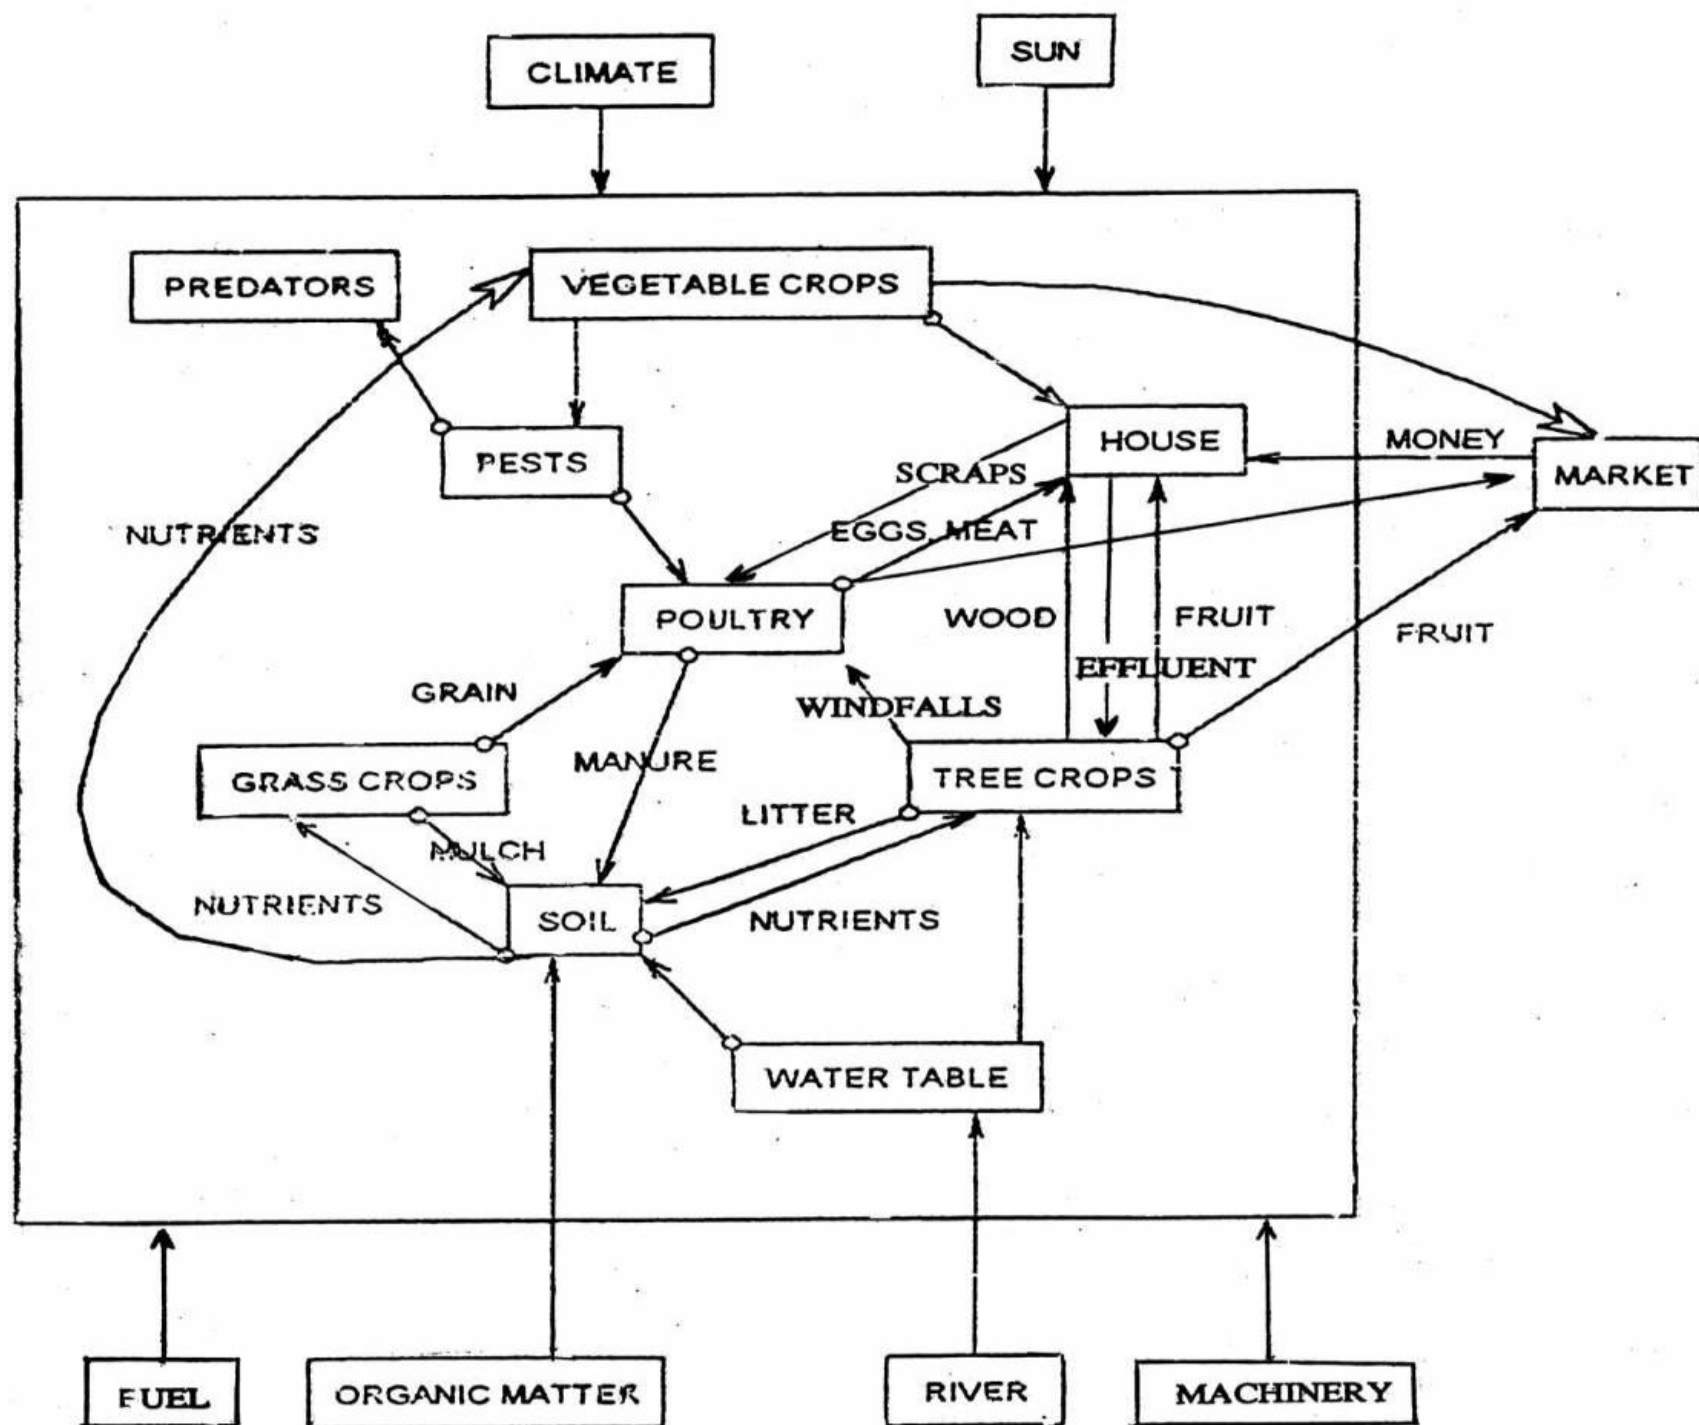 SUN
CLIMATE
PREDATORS
VEGETABLE CROPS
HOUSE
MONEY
MARKET
PESTS
SCRAPS
NUTRIENTS
EGGS, MEAT
POULTRY
WOOD
FRUIT
FRUIT
EFFLUENT
GRAIN
WINDFALLS
MANURE
GRASS CROPS
TREE CROPS
LITTER
MULCH
NUTRIENTS
SOIL
NUTRIENTS
WATER TABLE
FUEL
ORGANIC MATTER
RIVER
MACHINERY